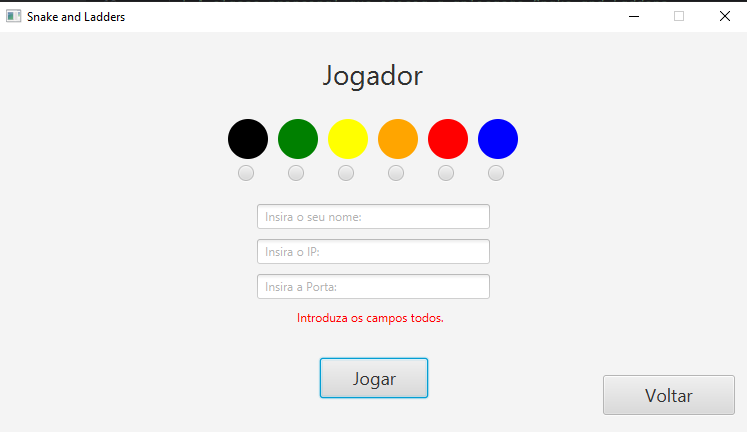 Snake and Ladders
Jogador
Insira o seu nome:
Insira o IP:
Insira a Porta:
Introduza os campos todos.
Jogar
Voltar